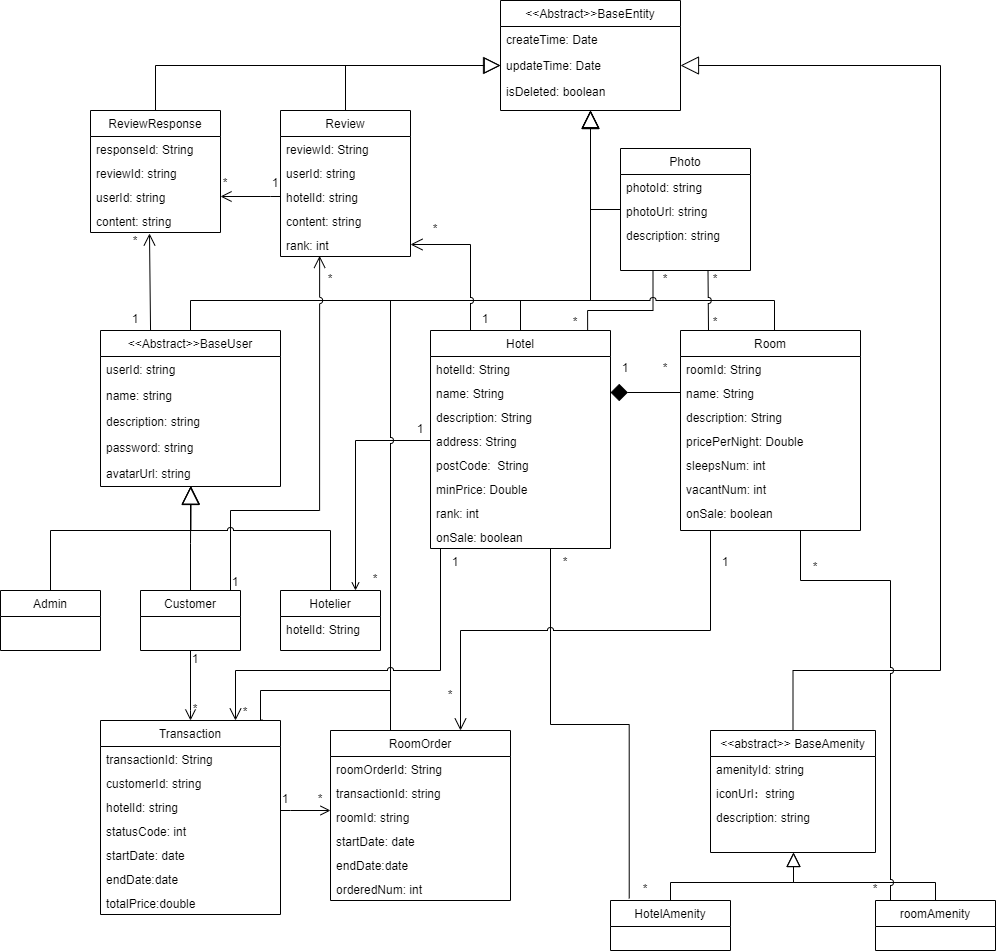 <<Abstract>>BaseEntity
createTime: Date
updateTime: Date
isDeleted: boolean
ReviewResponse
responseId: String
reviewId: string
userId: string
content: string
Review
reviewId: String
userId: string
hotelId: string
content: string
rank: int
Photo
photoId: string
photoUrl: string
description: string
*
1
*
*
*
*
*
1
1
*
*
<<Abstract>>BaseUser
userId: string
name: string
description: string
password: string
avatarUrl: string
Hotel
hotelId: String
name: String
description: String
address: String
postCode:  String
minPrice: Double
rank: int
onSale: boolean
1
*
Room
roomId: String
name: String
description: String
pricePerNight: Double
sleepsNum: int
vacantNum: int
onSale: boolean
1
1
*
1
*
1
*
Admin
Customer
Hotelier
hotelId: String
1
*
*
*
Transaction
transactionId: String
customerId: string
hotelId: string
statusCode: int
startDate: date
endDate:date
totalPrice:double
1
*
RoomOrder
roomOrderId: String
transactionId: string
roomId: string
startDate: date
endDate:date
orderedNum: int
<<abstract>> BaseAmenity
amenityId: string
iconUrl：string
description: string
*
*
HotelAmenity
roomAmenity